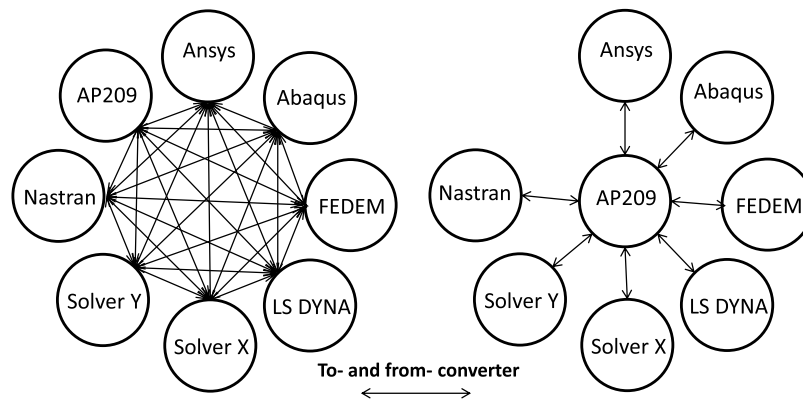 Ansys
AP209
Abaqus
Nastran
FEDEM
Solver Y
LS DYNA
Solver X
Ansys
Abaqus
Nastran
AP209
FEDEM
Solver Y
LS DYNA
Solver X
To- and from- converter